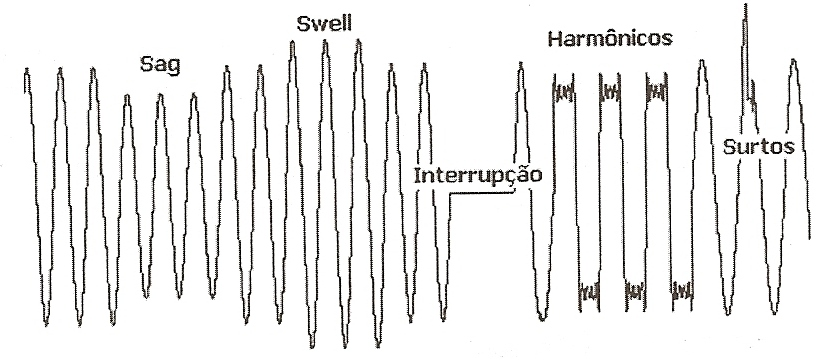 Swell
Sag
Harmônicos
Interrupção
Surtos